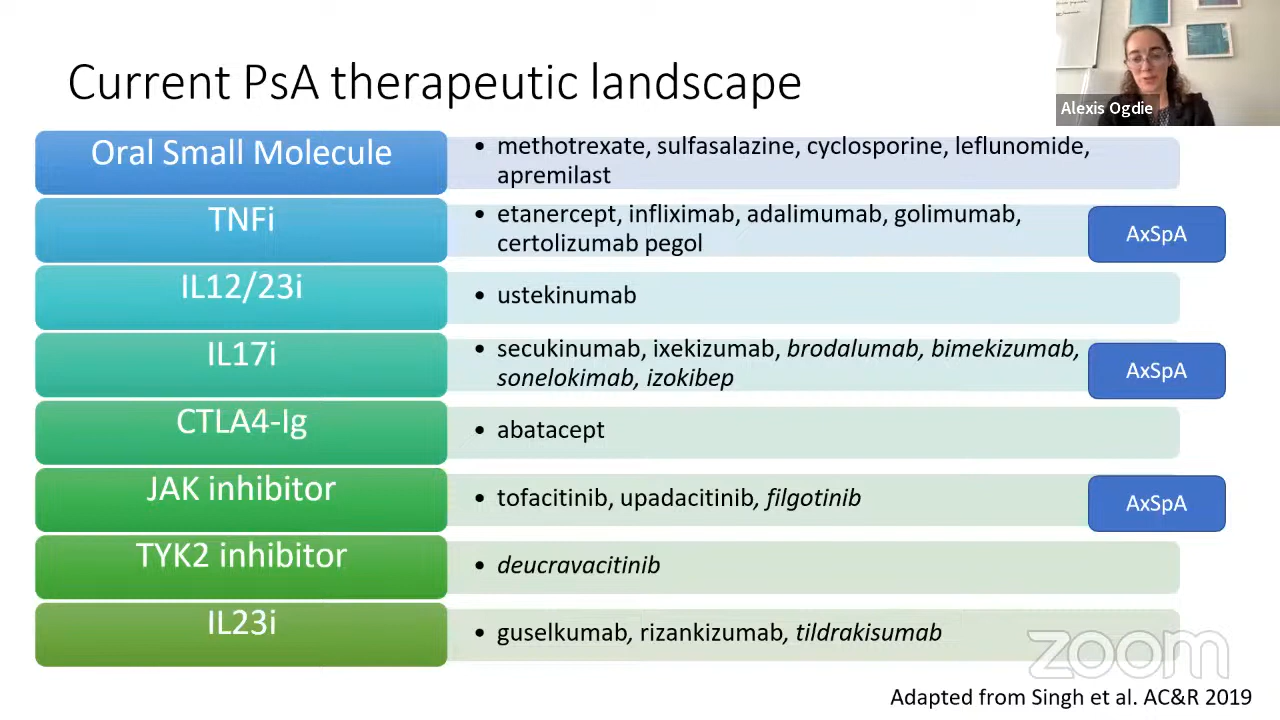 Current PsA therapeutic landscape
Alexis Ogdie
Oral Small Molecule
• methotrexate, sulfasalazine, cyclosporine, leflunomide,
apremilast
TNFi
• etanercept, infliximab, adalimumab, golimumab,
certolizumab pegol
AxSpA
IL12/23i
• ustekinumab
IL17i
• secukinumab, ixekizumab, brodalumab, bimekizumab,
sonelokimab, izokibep
AxSpA
CTLA4-Ig
• abatacept
JAK inhibitor
• tofacitinib, upadacitinib, filgotinib
AxSpA
TYK2 inhibitor
• deucravacitinib
IL23i
• guselkumab, rizankizumab, tildrakisumab
zoom
Adapted from Singh et al. AC&R 2019